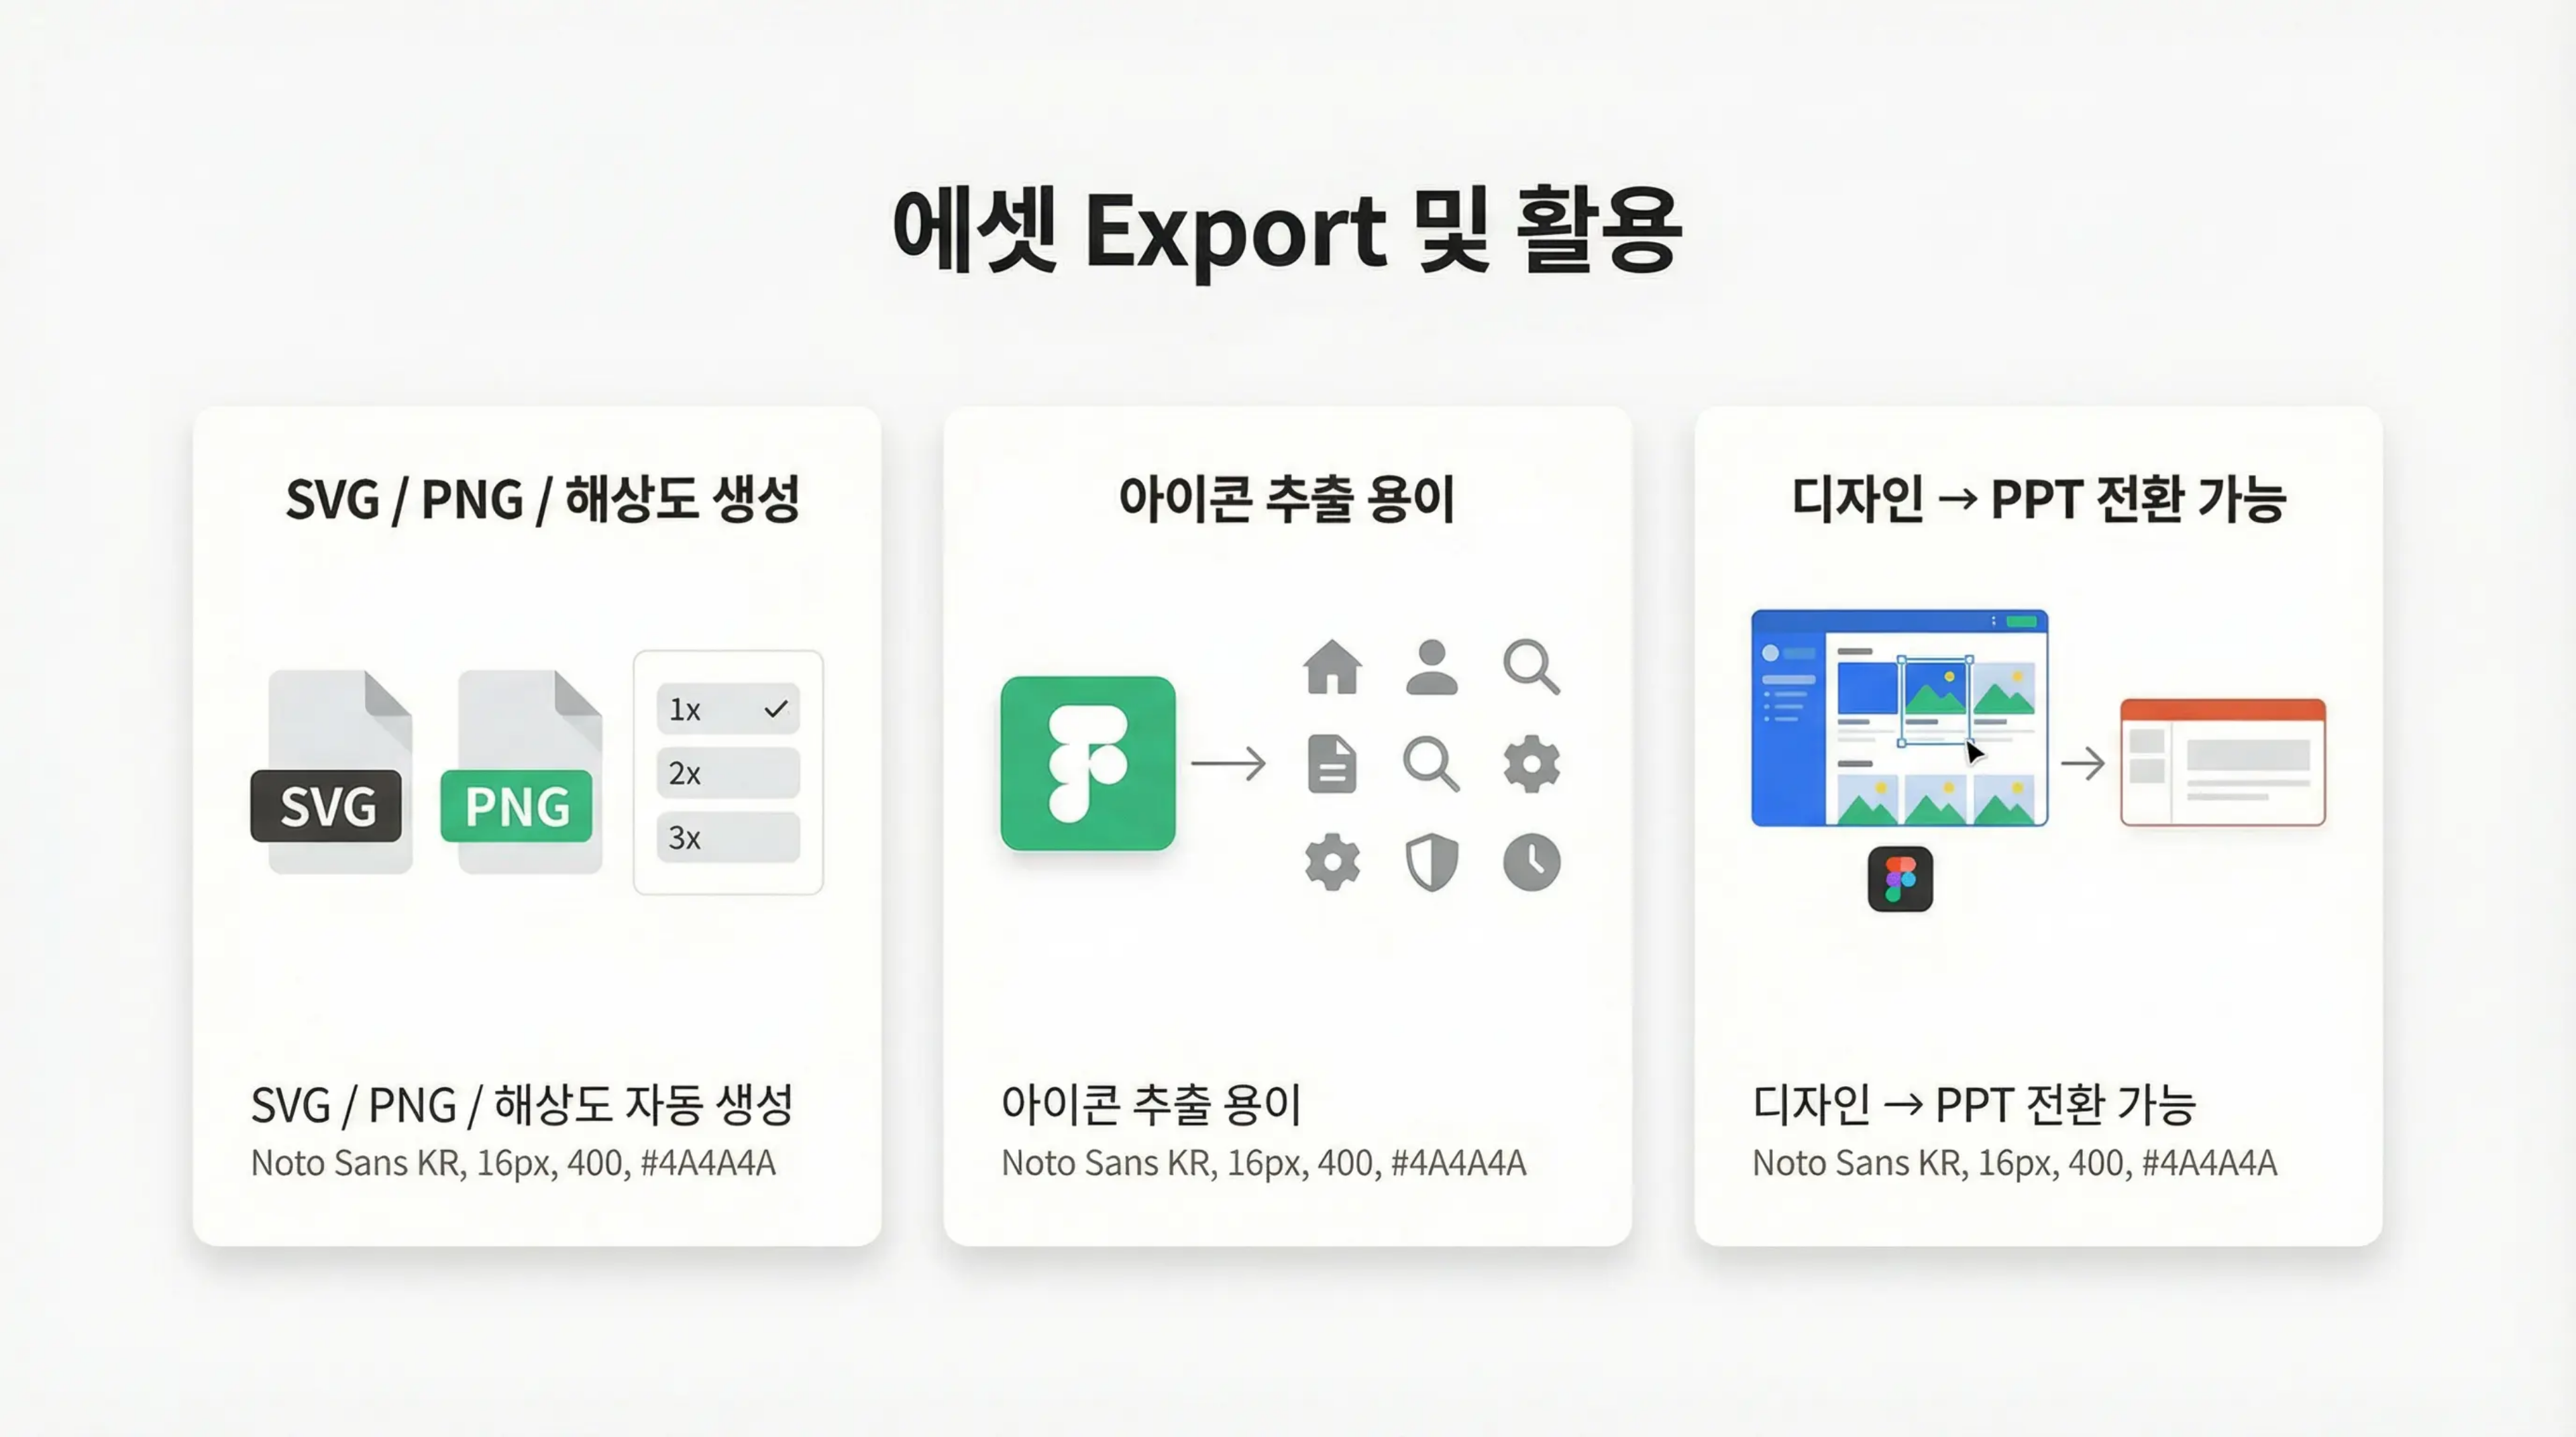 에셋 Export 및 활용
SVG / PNG / 해상도 생성
SVG
PNG
1x
2x
3x
SVG / PNG / 해상도 자동 생성
Noto Sans KR, 16px, 400, #4A4A4A
아이콘 추출 용이
아이콘 추출 용이
Noto Sans KR, 16px, 400, #4A4A4A
디자인 → PPT 전환 가능
디자인 → PPT 전환 가능
Noto Sans KR, 16px, 400, #4A4A4A